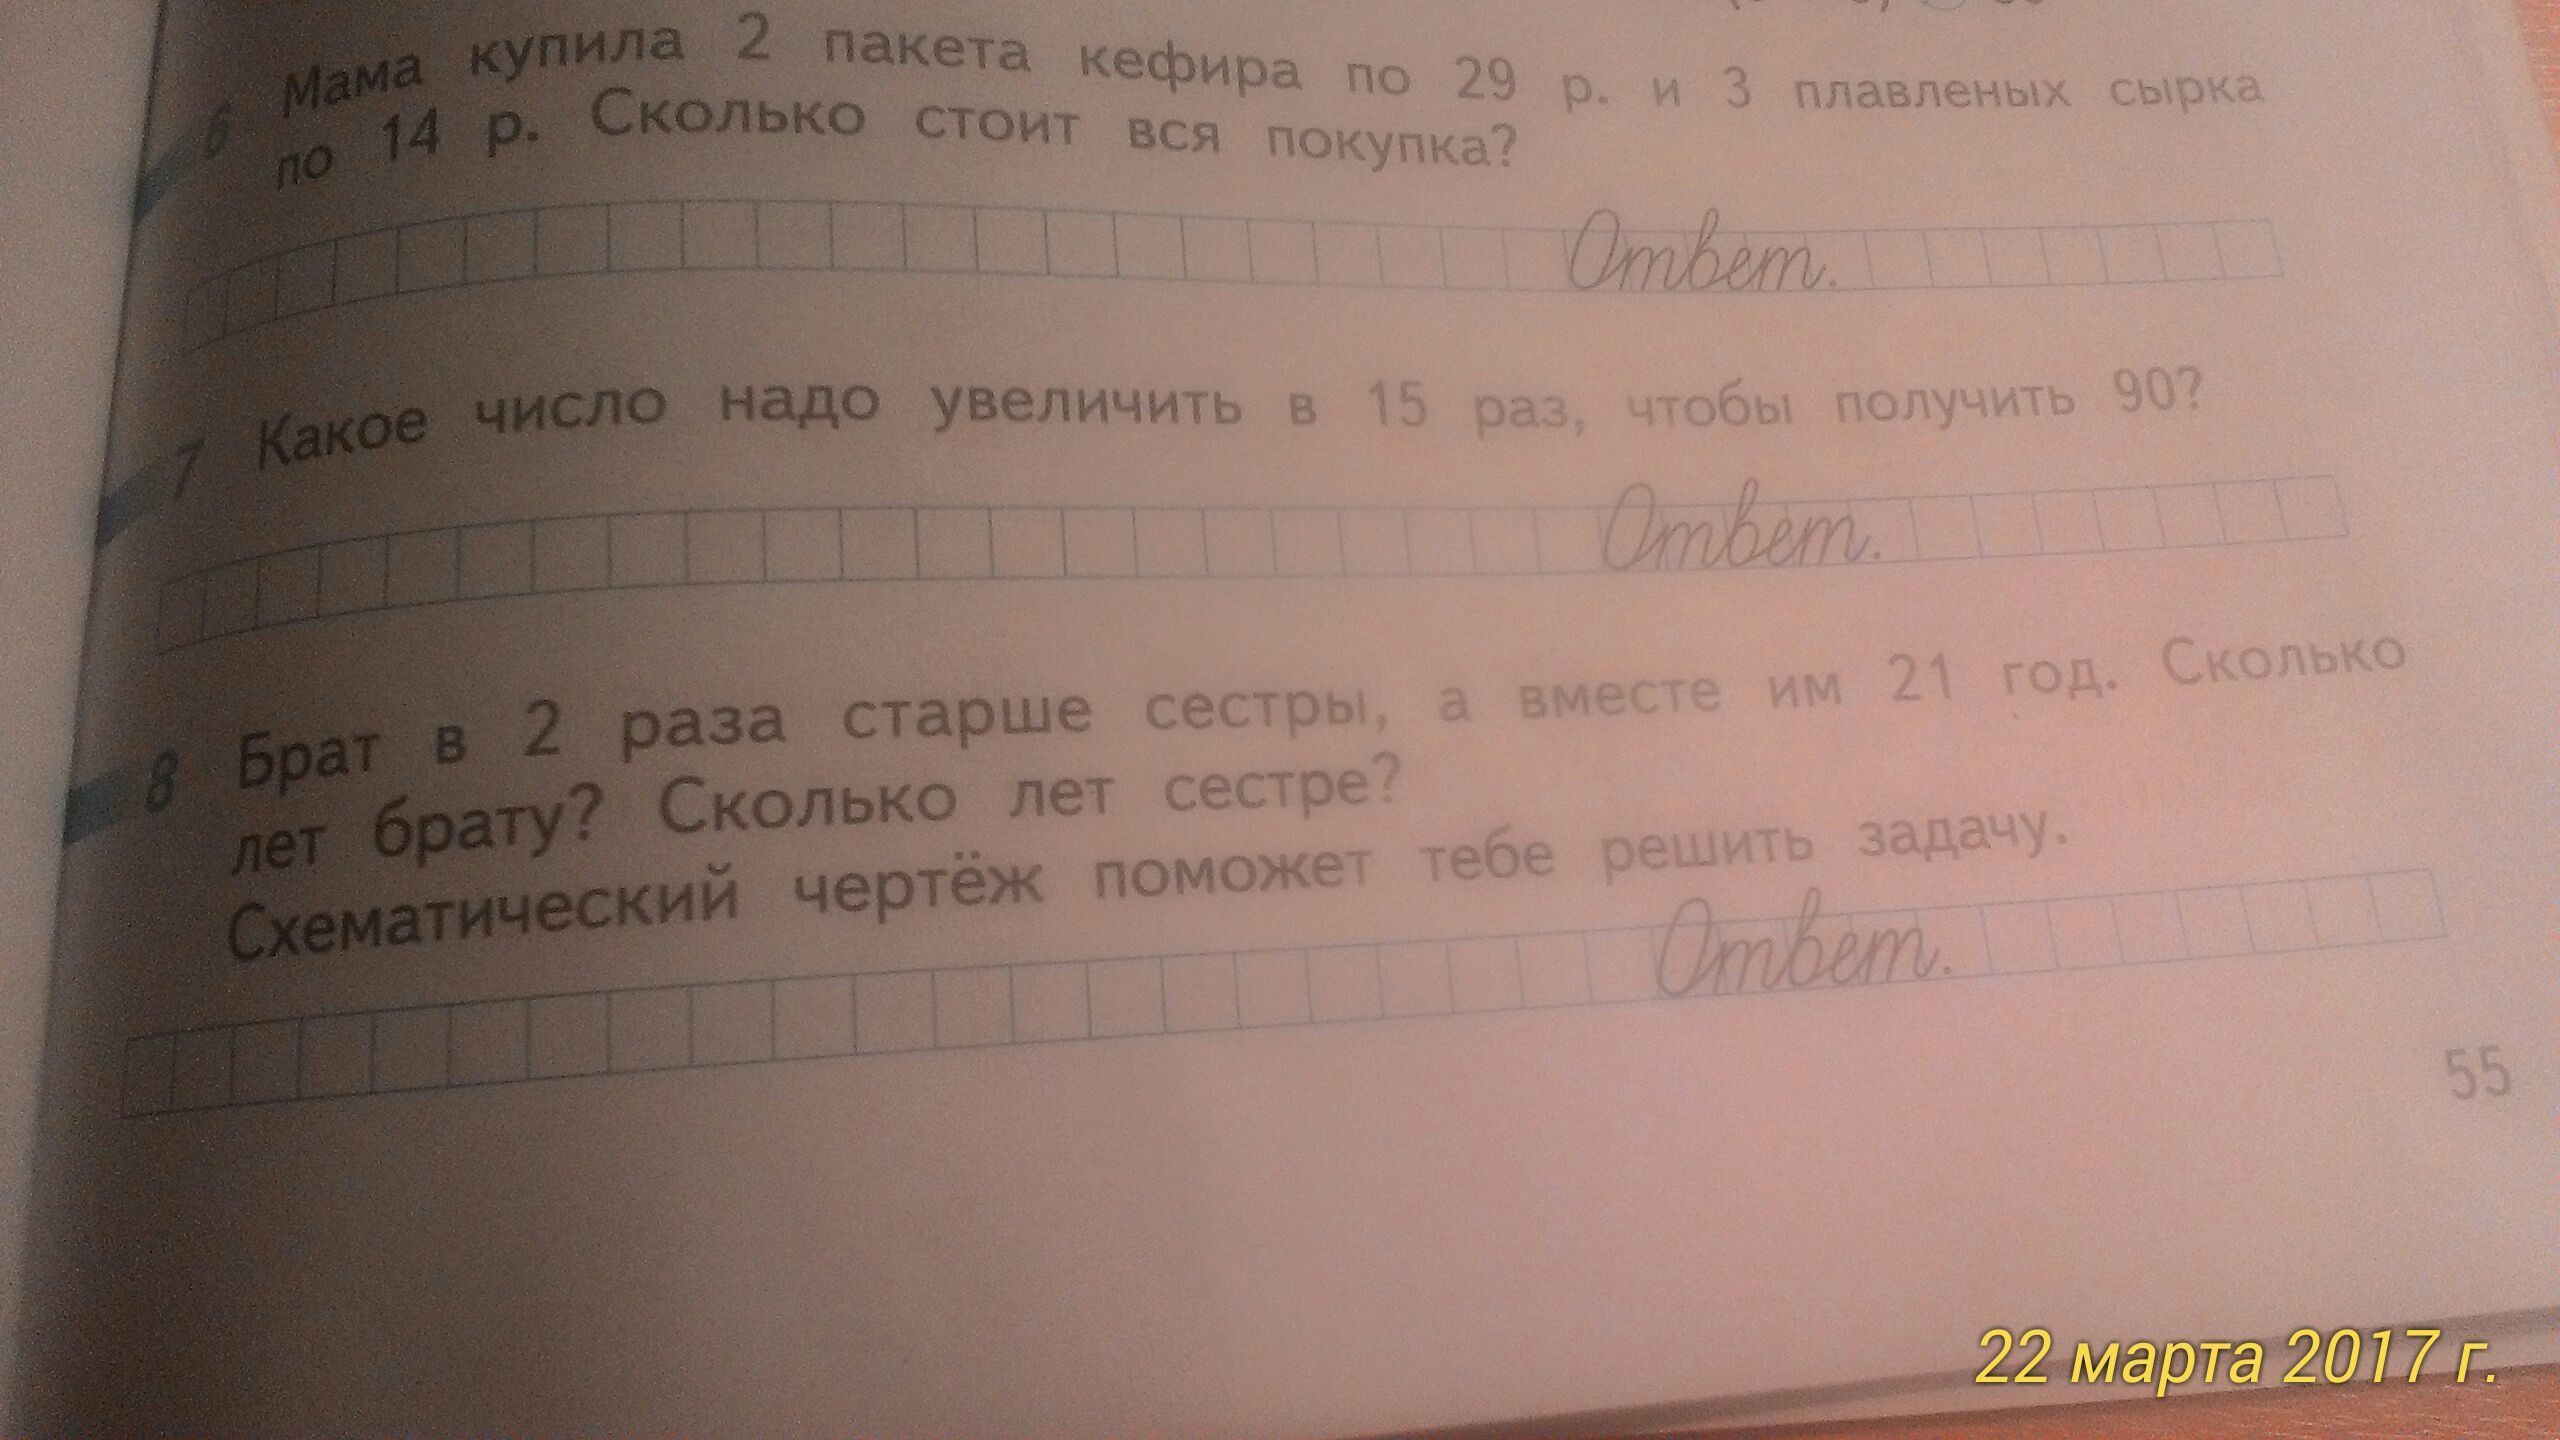 6 Мама купила 2 пакета кефира по 29 р. и 3 плавленых сырка
по 14 р. Сколько стоит вся покупка?
Ответ.
7 Какое число надо увеличить в 15 раз, чтобы получить 90?
Ответ.
8 Брат в 2 раза старше сестры, а вместе им 21 год. Сколько
лет брату? Сколько лет сестре?
Схематический чертёж поможет тебе решить задачу.
Ответ.
55
22 марта 2017 г.